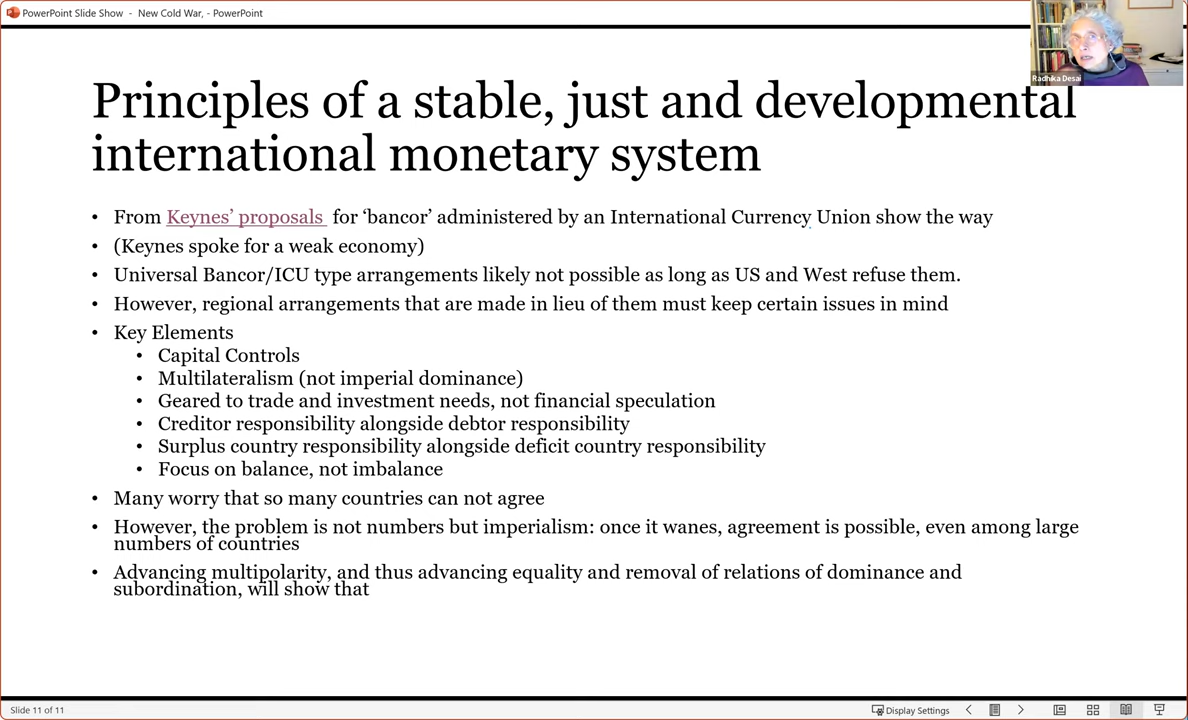 PowerPoint Slide Show - New Cold War, - PowerPoint
Radhika Desai
Principles of a stable, just and developmental
international monetary system
• From Keynes’ proposals for ‘bancor’ administered by an International Currency Union show the way
• (Keynes spoke for a weak economy)
• Universal Bancor/ICU type arrangements likely not possible as long as US and West refuse them.
• However, regional arrangements that are made in lieu of them must keep certain issues in mind
• Key Elements
• Capital Controls
• Multilateralism (not imperial dominance)
• Geared to trade and investment needs, not financial speculation
• Creditor responsibility alongside debtor responsibility
• Surplus country responsibility alongside deficit country responsibility
• Focus on balance, not imbalance
• Many worry that so many countries can not agree
• However, the problem is not numbers but imperialism: once it wanes, agreement is possible, even among large
numbers of countries
• Advancing multipolarity, and thus advancing equality and removal of relations of dominance and
subordination, will show that
Slide 11 of 11
Display Settings